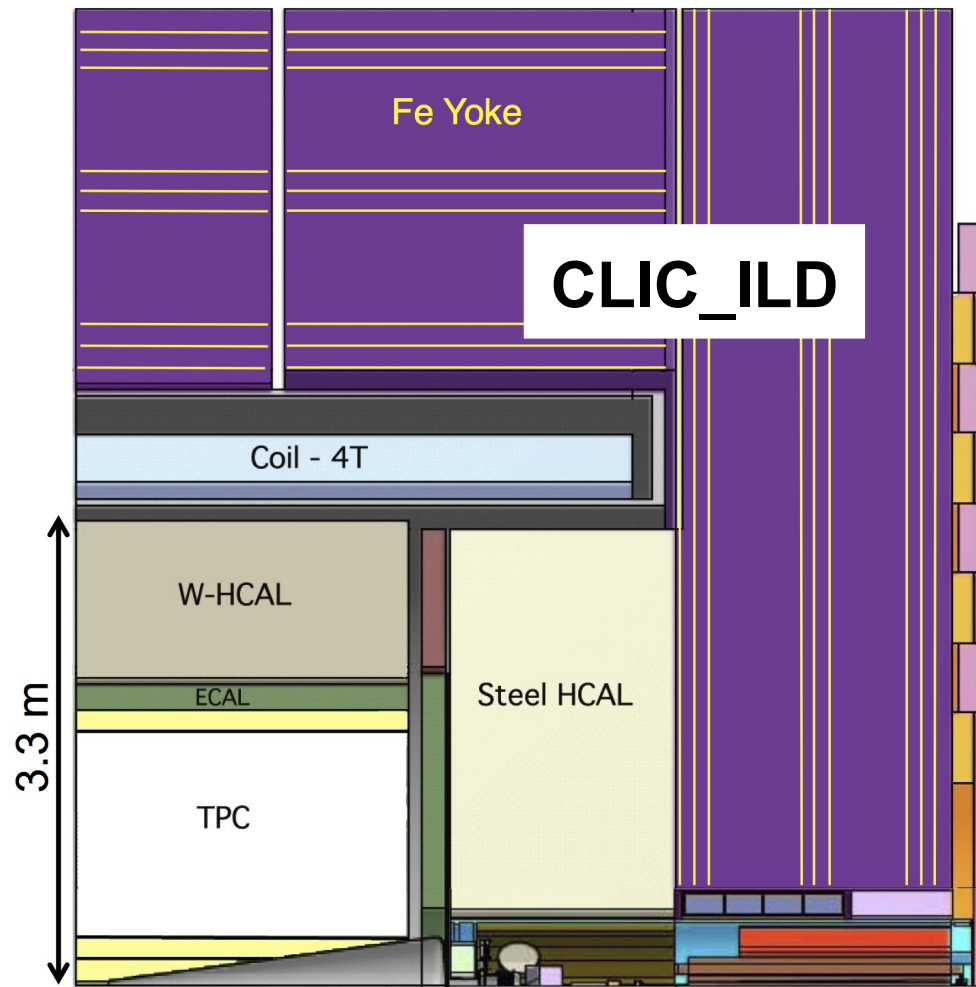 Fe Yoke
CLIC_ILD
Coil - 4T
W-HCAL
ECAL
Steel HCAL
TPC
3.3 m